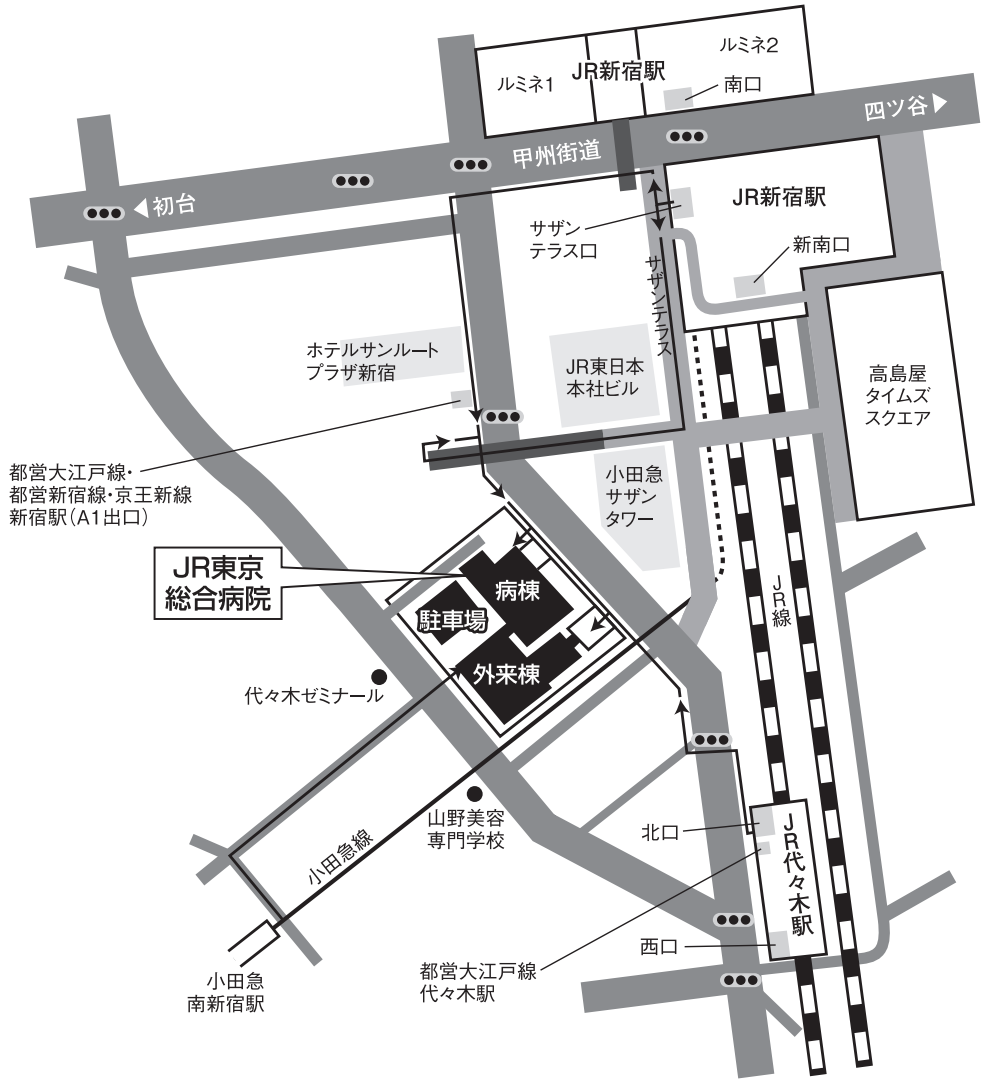 ルミネ2
ルミネ1
JR新宿駅
南口
四ツ谷
甲州街道
初台
JR新宿駅
サザン
テラス口
新南口
サザンテラス
ホテルサンルート
プラザ新宿
JR東日本
本社ビル
高島屋
タイムズ
スクエア
都営大江戸線・
都営新宿線・京王新線
新宿駅(A1出口)
小田急
サザン
タワー
JR東京
総合病院
病棟
駐車場
外来棟
JR線
代々木ゼミナール
山野美容
専門学校
小田急線
北口
JR代々木駅
西口
都営大江戸線
代々木駅
小田急
南新宿駅